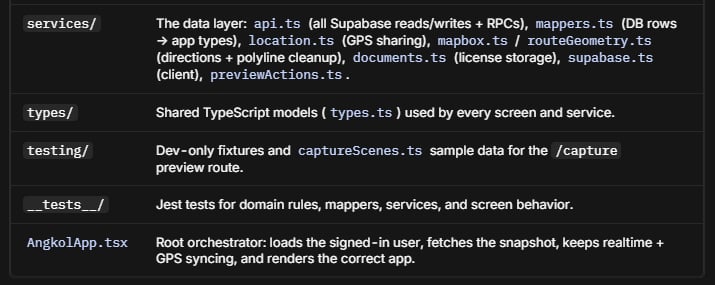 services/ The data layer: api.ts (all Supabase reads/writes + RPCs), mappers.ts (DB rows
→ app types), location.ts (GPS sharing), mapbox.ts / routeGeometry.ts
(directions + polyline cleanup), documents.ts (license storage), supabase.ts
(client), previewActions.ts.
types/ Shared TypeScript models ( types.ts ) used by every screen and service.
testing/ Dev-only fixtures and captureScenes.ts sample data for the /capture
preview route.
__tests__/ Jest tests for domain rules, mappers, services, and screen behavior.
AngkolApp.tsx Root orchestrator: loads the signed-in user, fetches the snapshot, keeps realtime +
GPS syncing, and renders the correct app.